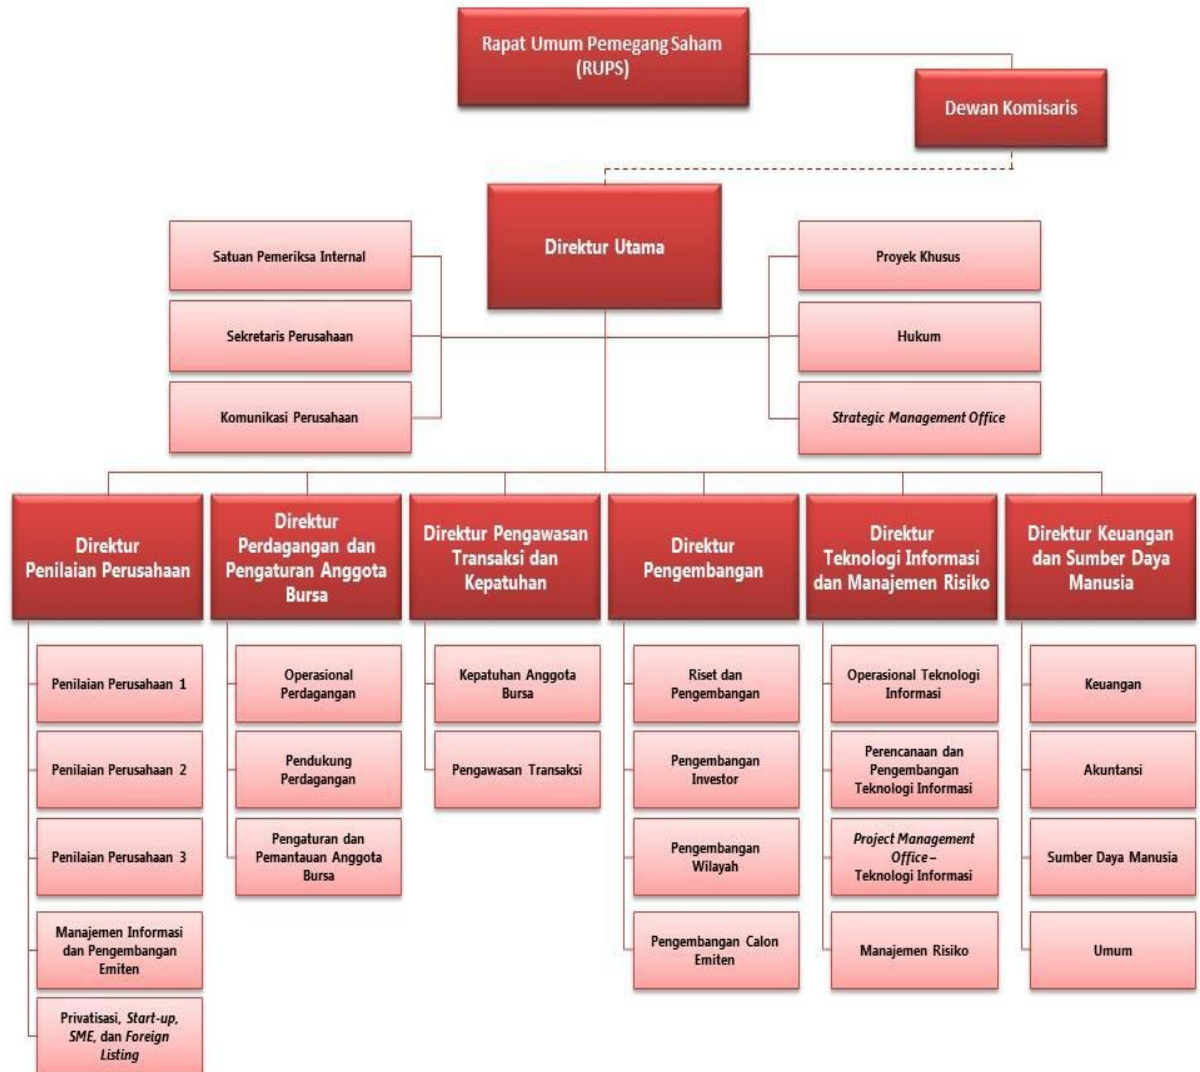 Rapat Umum Pemegang Saham
(RUPS)
Dewan Komisaris
Direktur Utama
Satuan Pemeriksa Internal
Sekretaris Perusahaan
Komunikasi Perusahaan
Proyek Khusus
Hukum
Strategic Management Office
Direktur
Penilaian Perusahaan
Penilaian Perusahaan 1
Penilaian Perusahaan 2
Penilaian Perusahaan 3
Manajemen Informasi
dan Pengembangan
Emiten
Privatisasi, Start-up,
SME, dan Foreign
Listing
Direktur
Perdagangan dan
Pengaturan Anggota
Bursa
Operasional
Perdagangan
Pendukung
Perdagangan
Pengaturan dan
Pemantauan Anggota
Bursa
Direktur Pengawasan
Transaksi dan
Kepatuhan
Kepatuhan Anggota
Bursa
Pengawasan Transaksi
Direktur
Pengembangan
Riset dan
Pengembangan
Pengembangan
Investor
Pengembangan
Wilayah
Pengembangan Calon
Emiten
Direktur
Teknologi Informasi
dan Manajemen Risiko
Operasional Teknologi
Informasi
Perencanaan dan
Pengembangan
Teknologi Informasi
Project Management
Office –
Teknologi Informasi
Manajemen Risiko
Direktur Keuangan
dan Sumber Daya
Manusia
Keuangan
Akuntansi
Sumber Daya Manusia
Umum